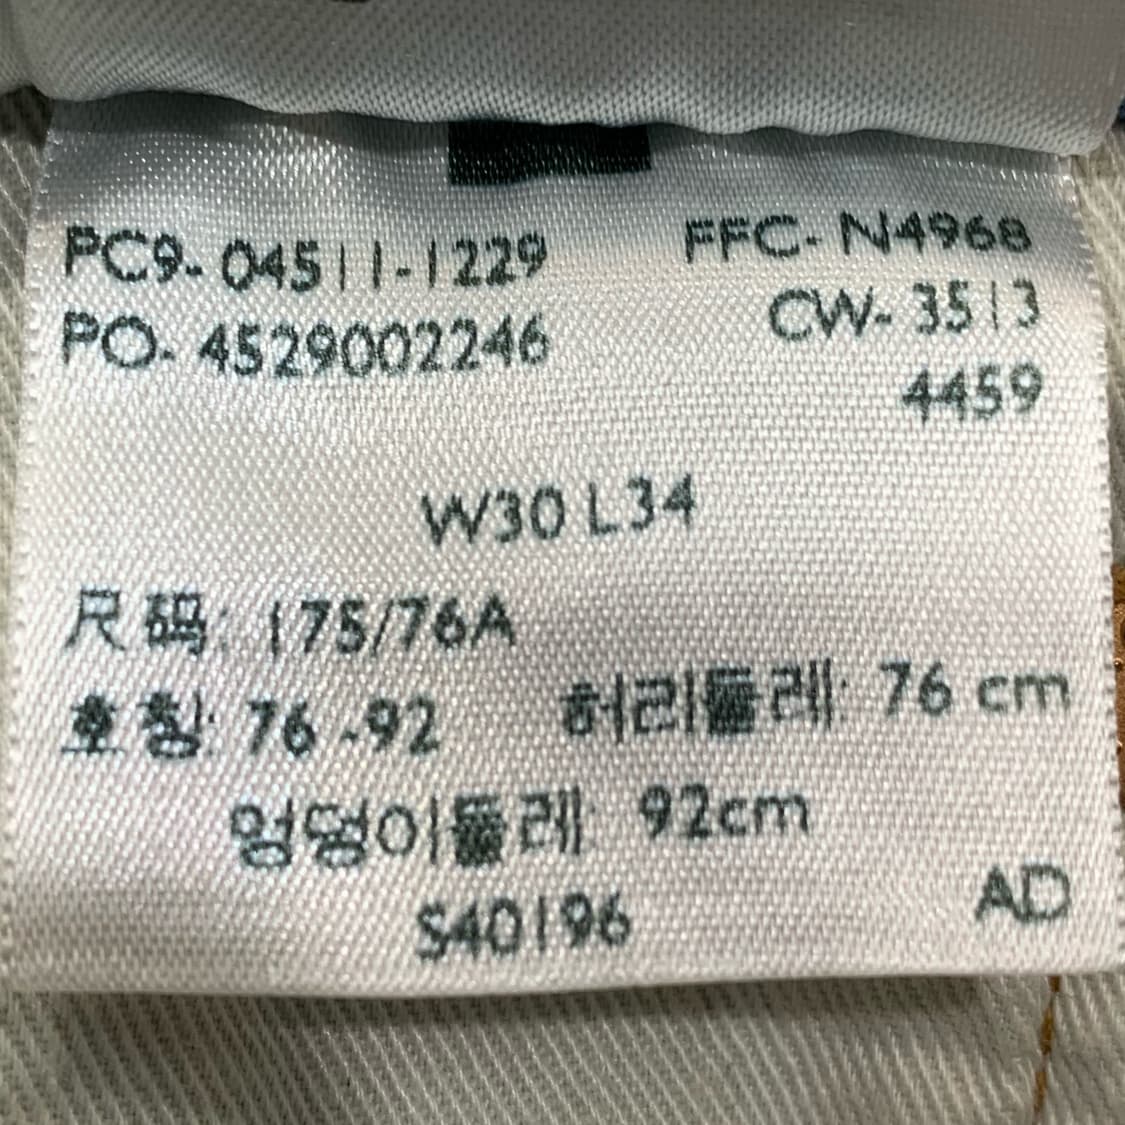 PC9- 04511-1229
FFC- N4968
PO- 4529002246
CW- 3513
4459
W30 L34
尺码: 175/76A
호칭: 76 -92 허리둘레: 76 cm
엉덩이둘레: 92cm
S40196
AD